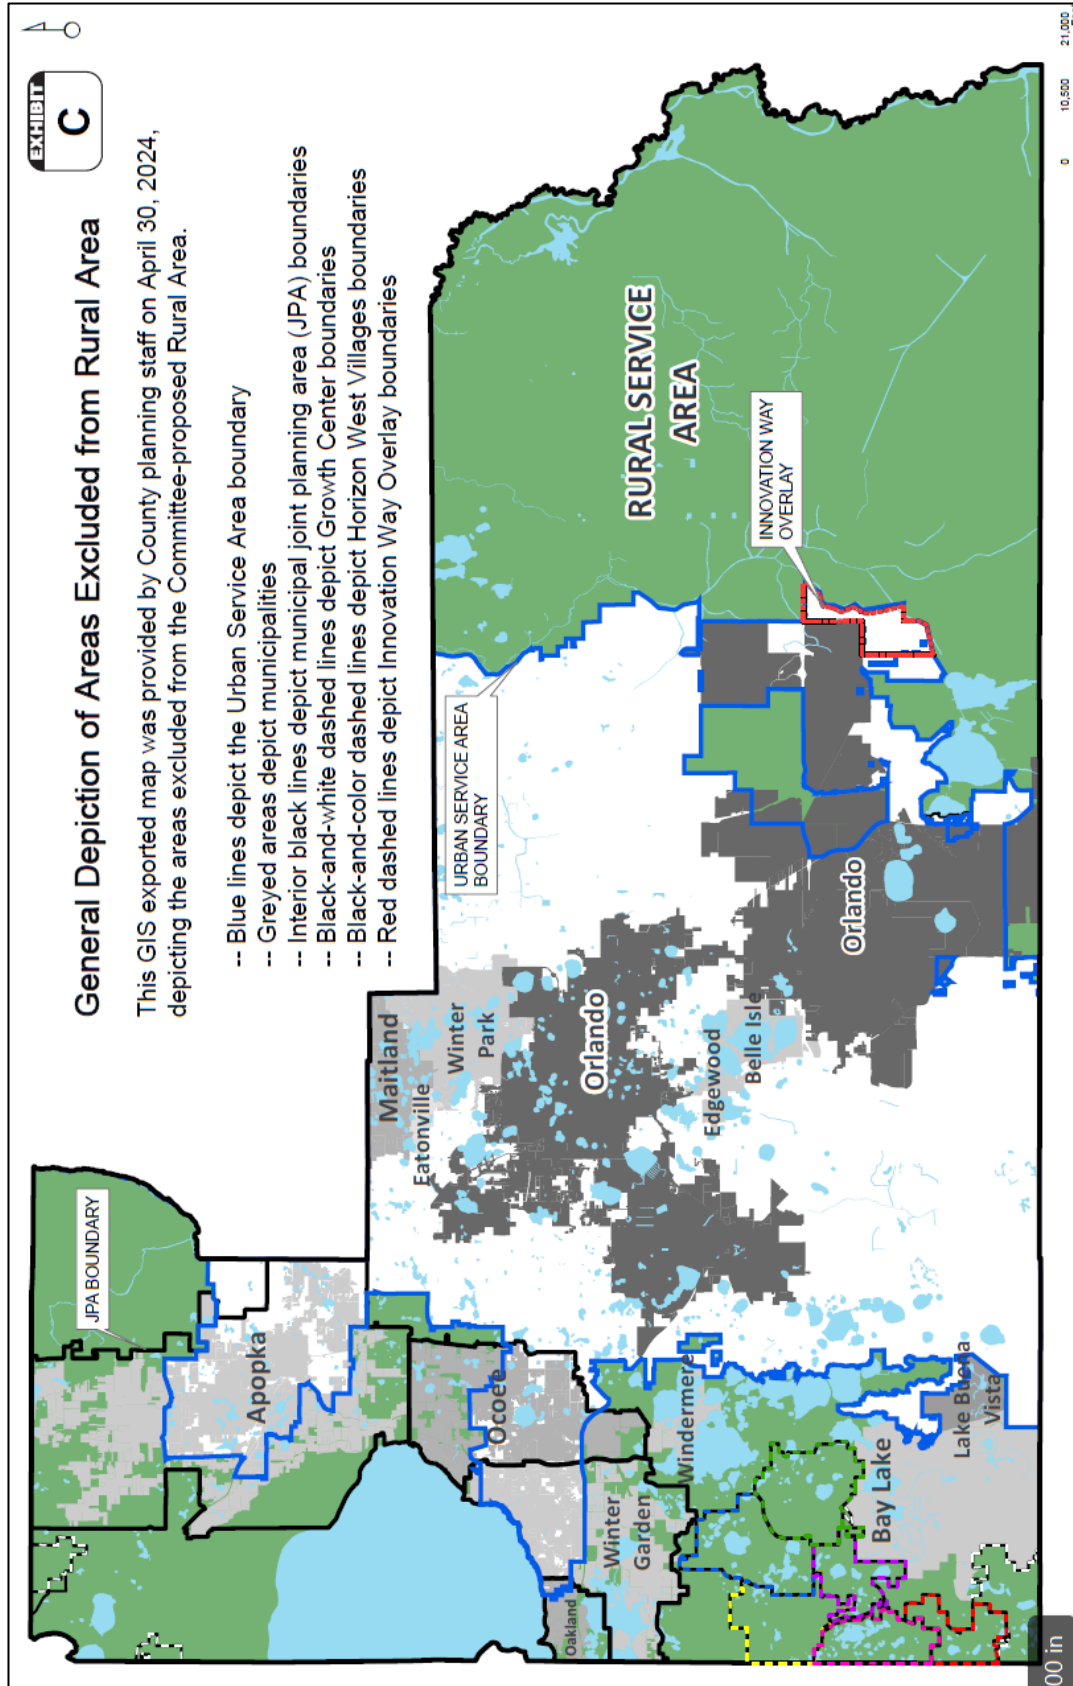 EXHIBIT
C
General Depiction of Areas Excluded from Rural Area
This GIS exported map was provided by County planning staff on April 30, 2024,
depicting the areas excluded from the Committee-proposed Rural Area.
-- Blue lines depict the Urban Service Area boundary
-- Greyed areas depict municipalities
-- Interior black lines depict municipal joint planning area (JPA) boundaries
-- Black-and-white dashed lines depict Growth Center boundaries
-- Black-and-color dashed lines depict Horizon West Villages boundaries
-- Red dashed lines depict Innovation Way Overlay boundaries
JPA BOUNDARY
Apopka
Maitland
Eatonville
Winter
Park
URBAN SERVICE AREA
BOUNDARY
Ocoee
Orlando
RURAL SERVICE
AREA
Oakland
Winter
Garden
Windermere
Edgewood
Belle Isle
INNOVATION WAY
OVERLAY
Orlando
Bay Lake
Lake Buena
Vista
0 10,500 21,000
00 in